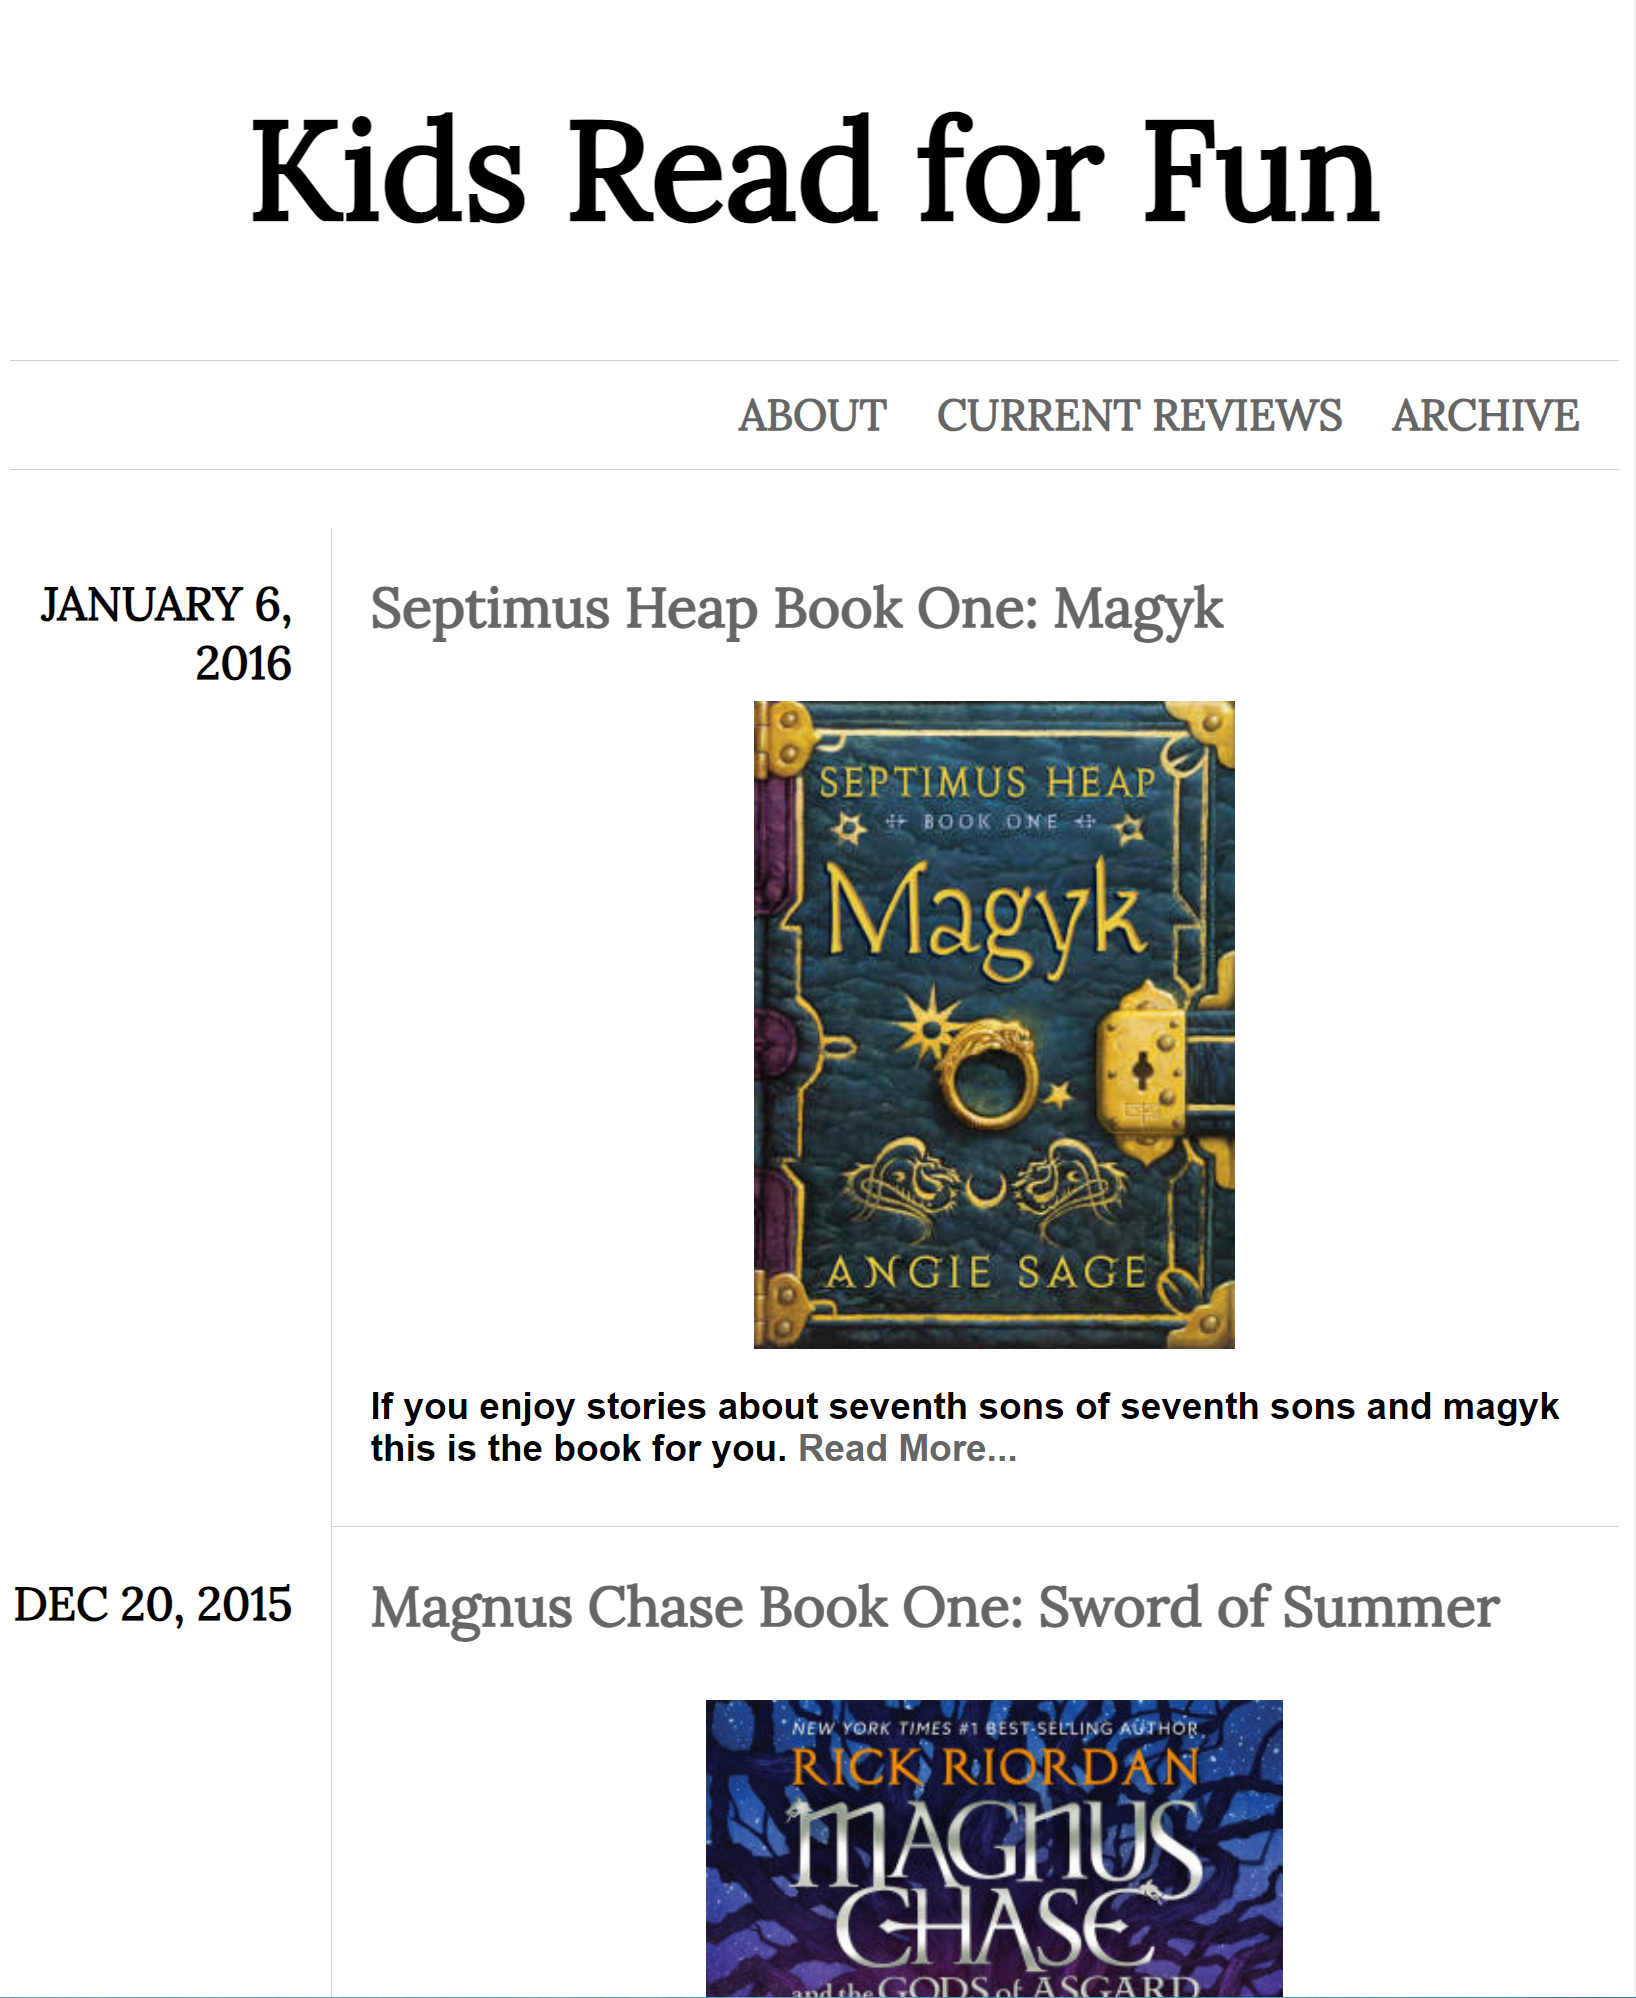 Kids Read for Fun
ABOUT CURRENT REVIEWS ARCHIVE
JANUARY 6,
2016
Septimus Heap Book One: Magyk
SEPTIMUS HEAP
BOOK ONE
Magyk
ANGIE SAGE
If you enjoy stories about seventh sons of seventh sons and magyk
this is the book for you. Read More...
DEC 20, 2015
Magnus Chase Book One: Sword of Summer
NEW YORK TIMES #1 BEST-SELLING AUTHOR
RICK RIORDAN
MAGNUS
CHASE
and the GODS of ASGARD